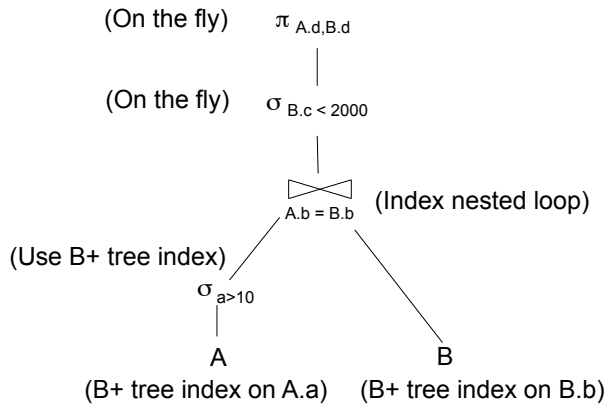 (On the fly) π A.d,B.d
(On the fly) σ B.c < 2000
A.b = B.b (Index nested loop)
(Use B+ tree index)
σ a>10
A B
(B+ tree index on A.a) (B+ tree index on B.b)